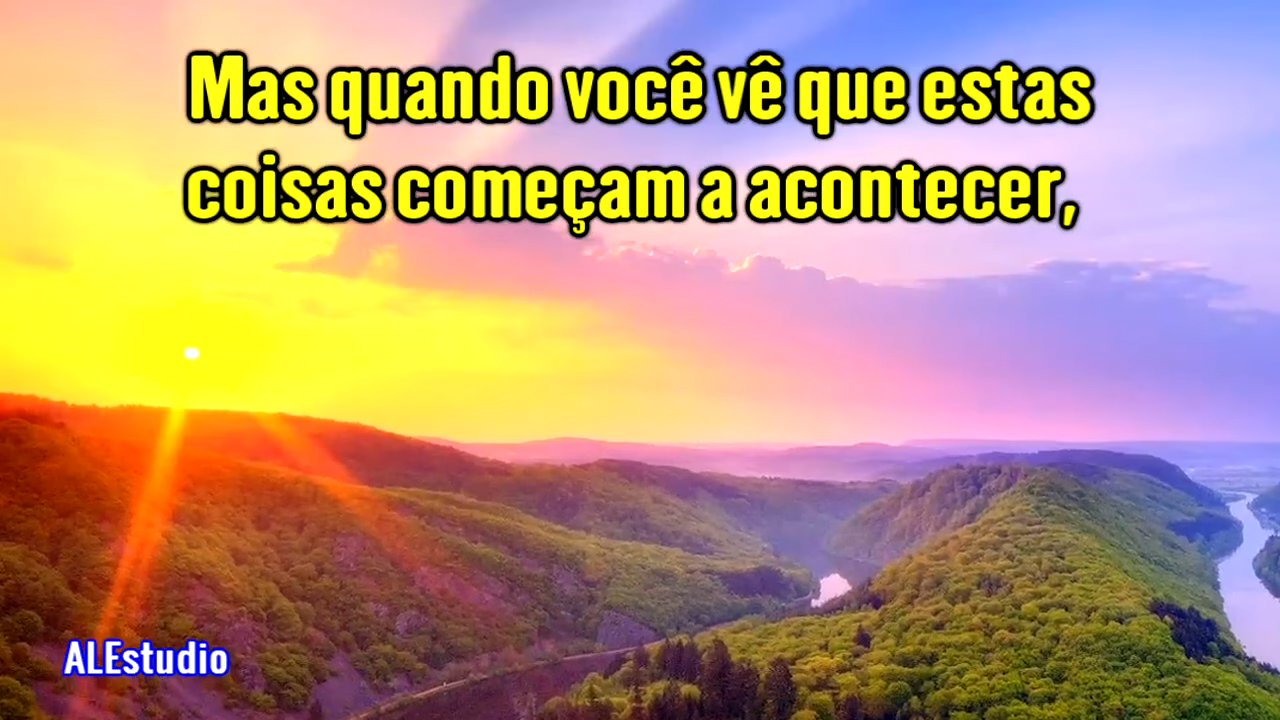 Mas quando você vê que estas
coisas começam a acontecer,
ALEstudio